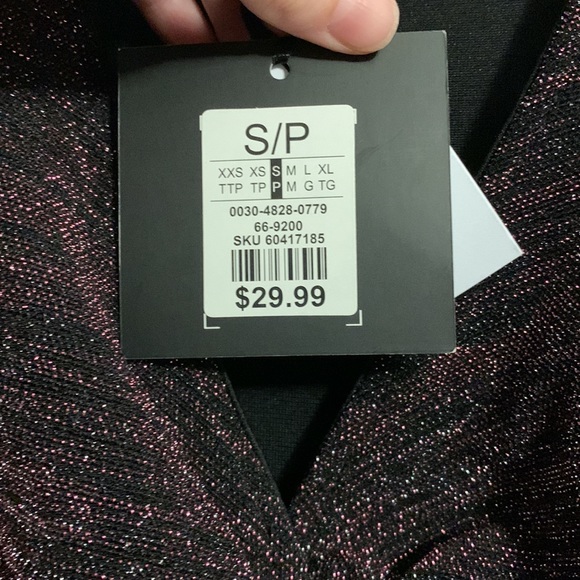 S/P
XXS XS S M L XL
TTP TP P M G TG
0030-4828-0779
66-9200
SKU 60417185
$29.99